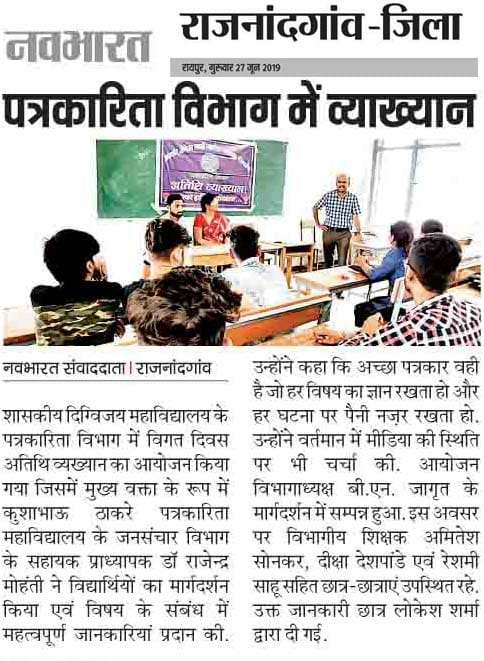 राजनांदगांव-जिला
नवभारत
रायपुर, गुरुवार 27 जून 2019
पत्रकारिता विभाग में व्याख्यान
अतिथि व्याख्यान
नवभारत संवाददाता। राजनांदगांव
शासकीय दिग्विजय महाविद्यालय के
पत्रकारिता विभाग में विगत दिवस
अतिथि व्यख्यान का आयोजन किया
गया जिसमें मुख्य वक्ता के रूप में
कुशाभाऊ ठाकरे पत्रकारिता
महाविद्यालय के जनसंचार विभाग
के सहायक प्राध्यापक डॉ राजेन्द्र
मोहंती ने विद्यार्थियों का मार्गदर्शन
किया एवं विषय के संबंध में
महत्वपूर्ण जानकारियां प्रदान की.
उन्होंने कहा कि अच्छा पत्रकार वही
है जो हर विषय का ज्ञान रखता हो और
हर घटना पर पैनी नज़र रखता हो.
उन्होंने वर्तमान में मीडिया की स्थिति
पर भी चर्चा की. आयोजन
विभागाध्यक्ष बी.एन. जागृत के
मार्गदर्शन में सम्पन्न हुआ. इस अवसर
पर विभागीय शिक्षक अमितेश
सोनकर, दीक्षा देशपांडे एवं रेशमी
साहू सहित छात्र-छात्राएं उपस्थित रहे.
उक्त जानकारी छात्र लोकेश शर्मा
द्वारा दी गई.